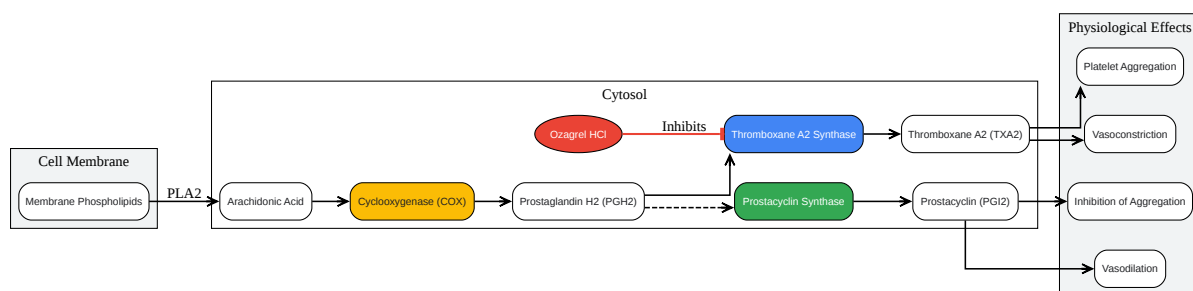 Physiological Effects
Platelet Aggregation
Cytosol
Ozagrel HCl
Inhibits
Thromboxane A2 Synthase
Thromboxane A2 (TXA2)
Vasoconstriction
Cell Membrane
Membrane Phospholipids
PLA2
Arachidonic Acid
Cyclooxygenase (COX)
Prostaglandin H2 (PGH2)
Prostacyclin Synthase
Prostacyclin (PGI2)
Inhibition of Aggregation
Vasodilation